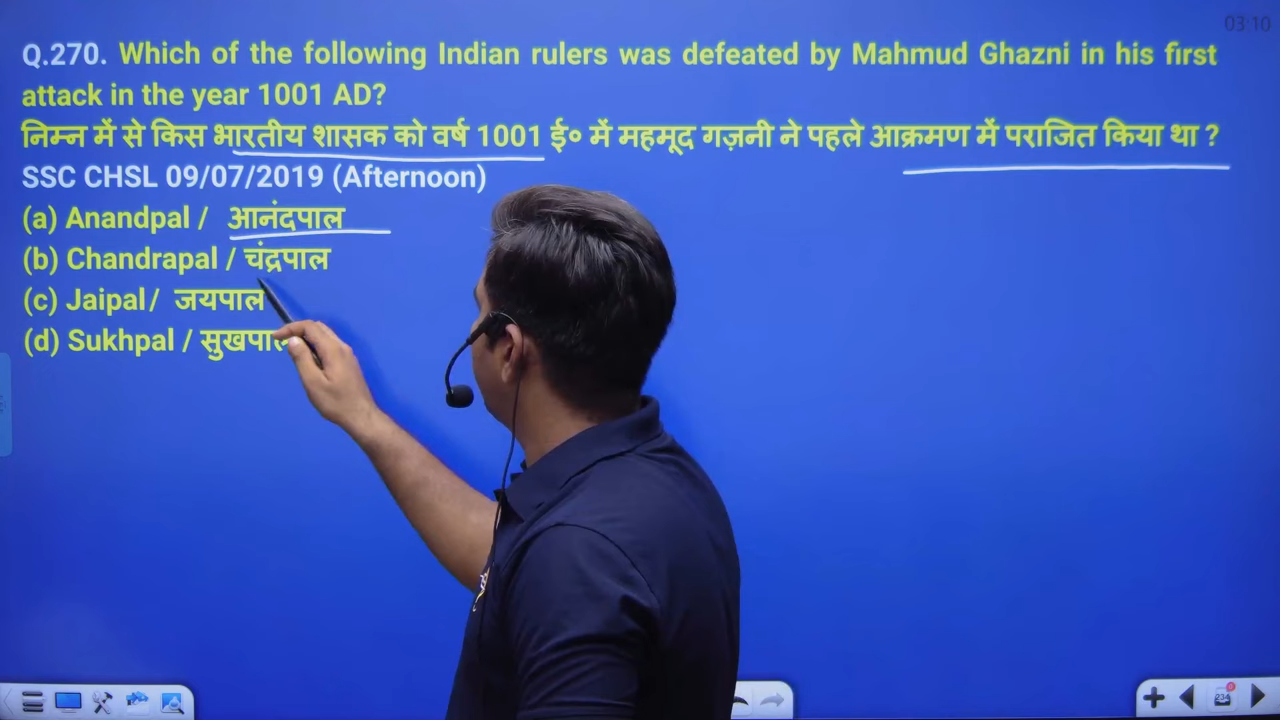 03:10
Q.270. Which of the following Indian rulers was defeated by Mahmud Ghazni in his first
attack in the year 1001 AD?
निम्न में से किस भारतीय शासक को वर्ष 1001 ई० में महमूद गज़नी ने पहले आक्रमण में पराजित किया था ?
SSC CHSL 09/07/2019 (Afternoon)
(a) Anandpal / आनंदपाल
(b) Chandrapal / चंद्रपाल
(c) Jaipal / जयपाल
(d) Sukhpal / सुखपाल
234